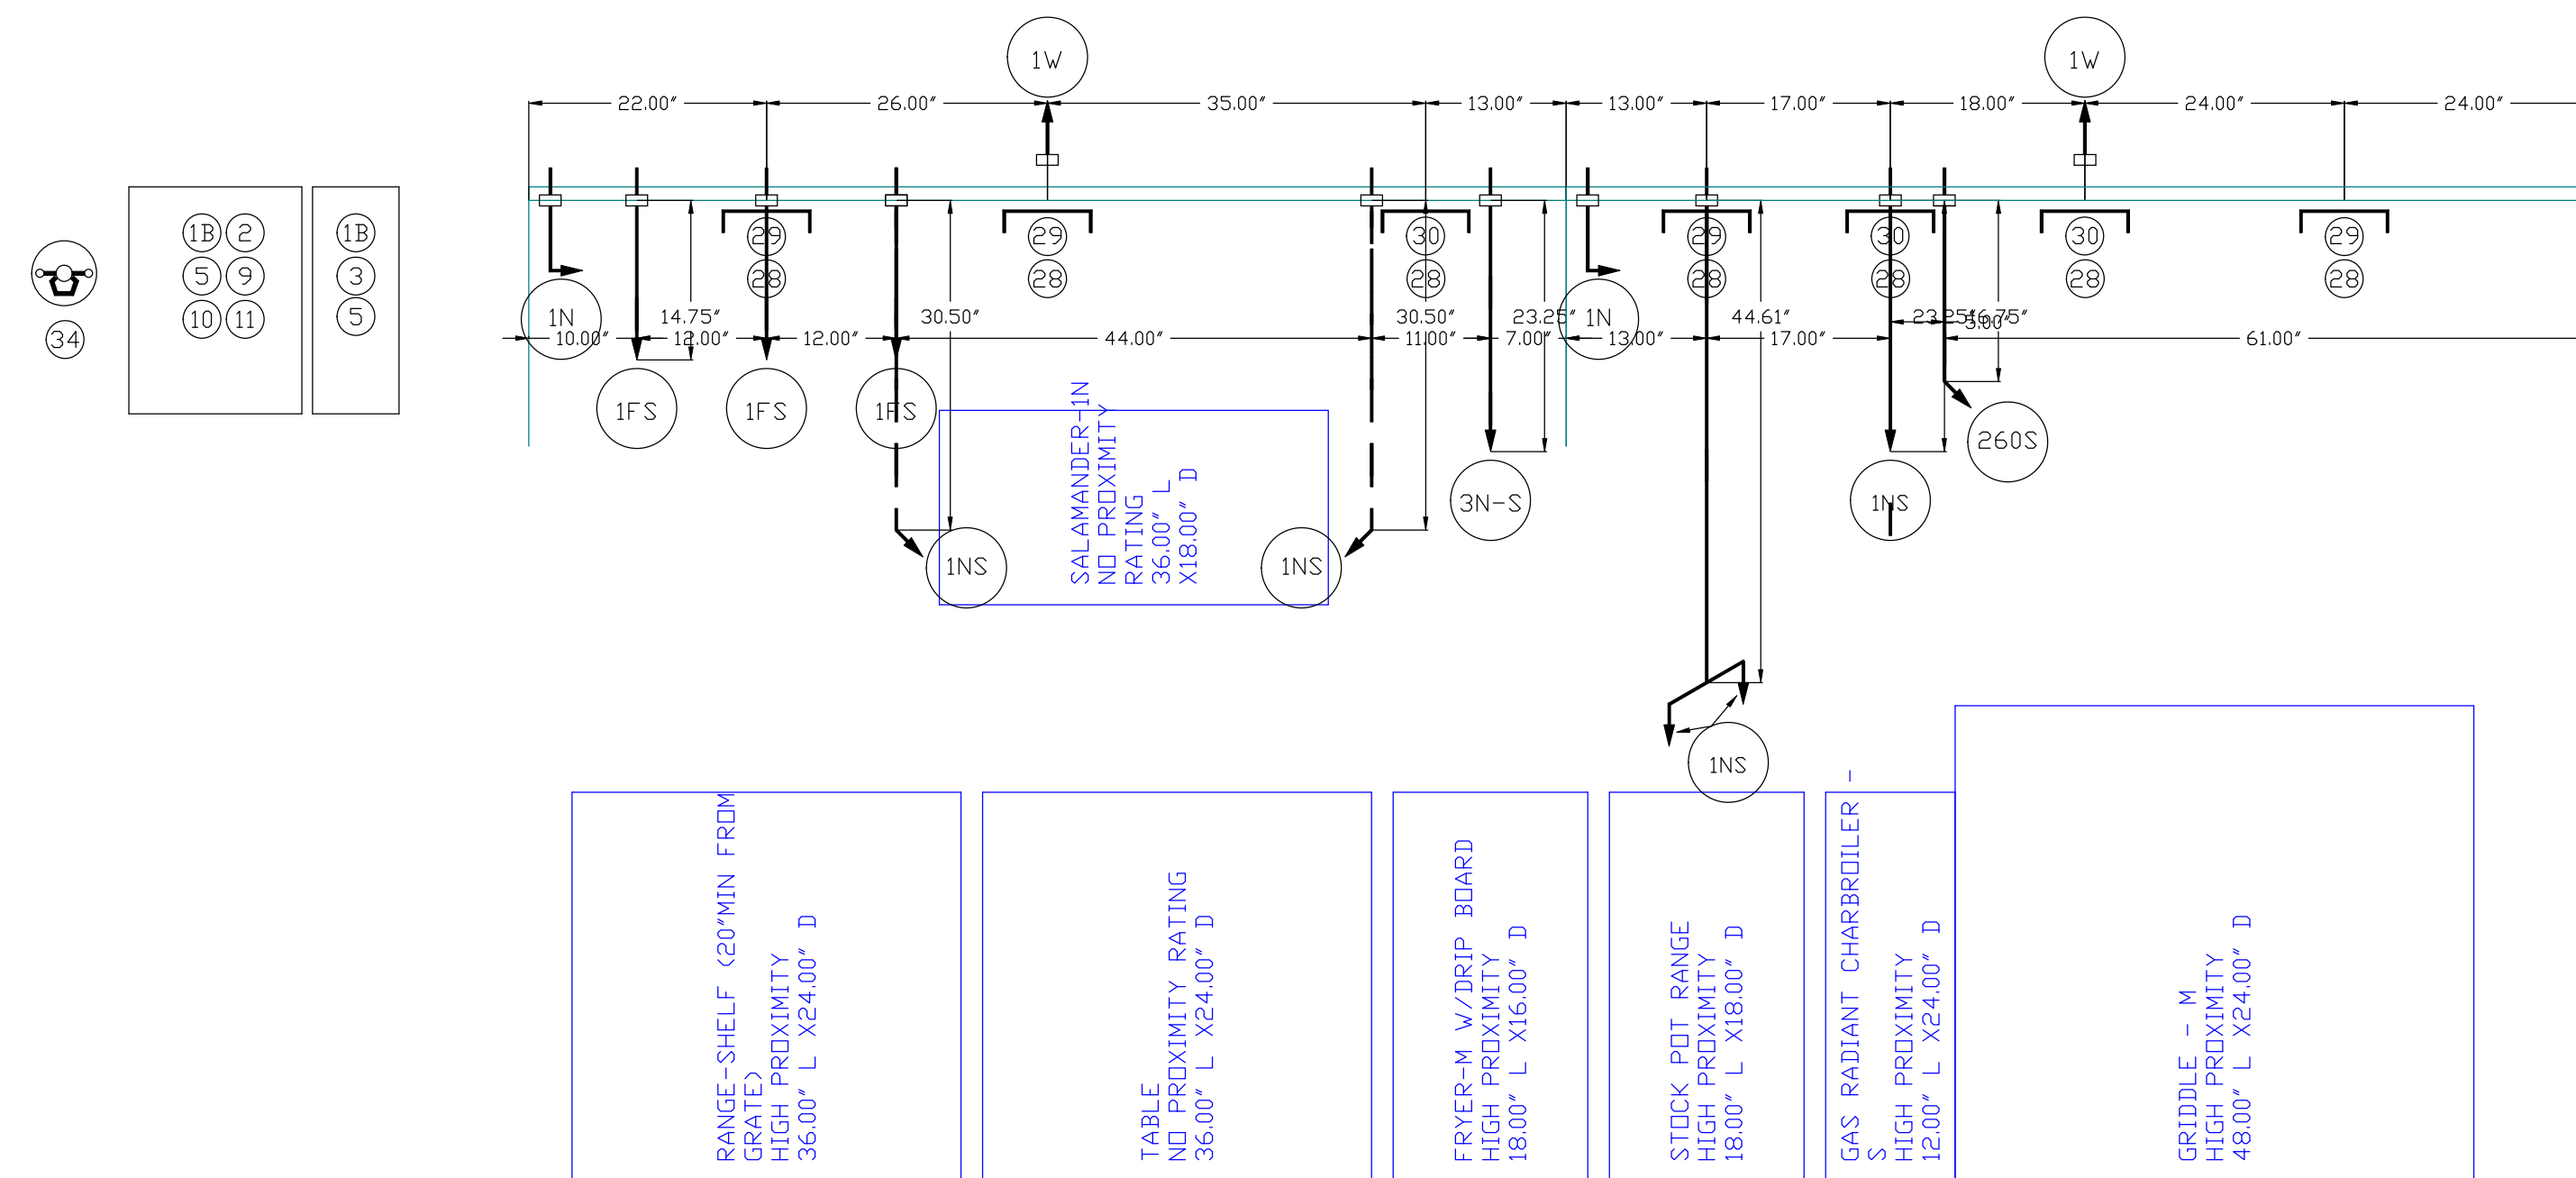 1W
1W
22.00"
26.00"
35.00"
13.00"
13.00"
17.00"
18.00"
24.00"
24.00"
1B
2
5
9
10
11
1B
3
5
34
29
28
29
28
30
28
29
28
30
28
30
28
29
28
14.75"
30.50"
30.50"
23.25"
44.61"
23.25"
16.75"
5.00"
1N
1N
10.00"
12.00"
12.00"
44.00"
11.00"
7.00"
13.00"
17.00"
61.00"
1FS
1FS
1FS
260S
3N-S
1NS
1NS
1NS
1NS
SALAMANDER-1N
NO PROXIMITY
RATING
36.00" L
X18.00" D
RANGE-SHELF (20"MIN FROM
GRATE)
HIGH PROXIMITY
36.00" L X24.00" D
TABLE
NO PROXIMITY RATING
36.00" L X24.00" D
FRYER-M W/DRIP BOARD
HIGH PROXIMITY
18.00" L X16.00" D
STOCK POT RANGE
HIGH PROXIMITY
18.00" L X18.00" D
GAS RADIANT CHARBROILER -
S
HIGH PROXIMITY
12.00" L X24.00" D
GRIDDLE - M
HIGH PROXIMITY
48.00" L X24.00" D